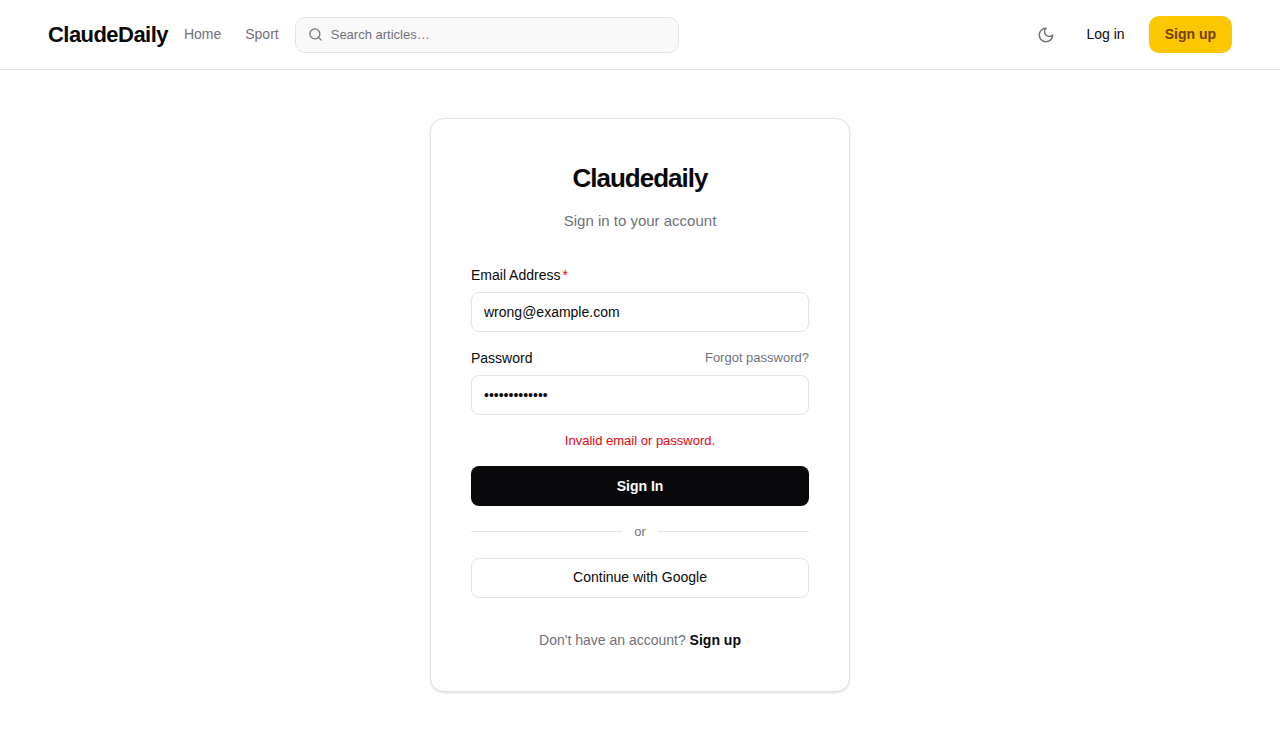 ClaudeDaily Home Sport Search articles… Log in Sign up
Claudedaily
Sign in to your account
Email Address*
wrong@example.com
Password Forgot password?
•••••••••••••
Invalid email or password.
Sign In
or
Continue with Google
Don't have an account? Sign up